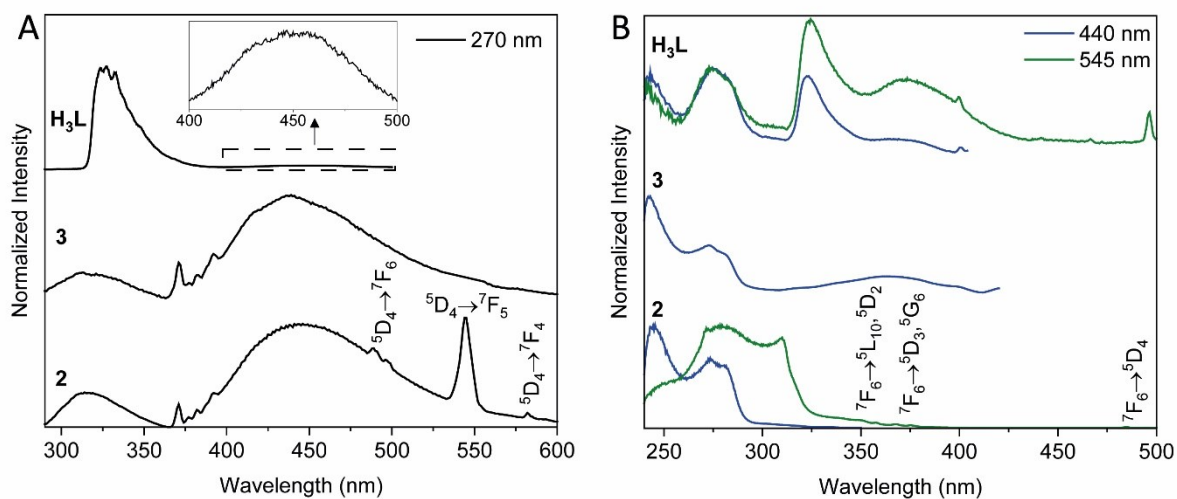 A
270 nm
400 450 500
H₃L
3
2
⁵D₄→⁷F₆
⁵D₄→⁷F₅
⁵D₄→⁷F₄
Normalized Intensity
300 350 400 450 500 550 600
Wavelength (nm)
B
440 nm
545 nm
H₃L
3
2
⁷F₆→⁵L₁₀,⁵D₂
⁷F₆→⁵D₃,⁵G₆
⁷F₆→⁵D₄
Normalized Intensity
250 300 350 400 450 500
Wavelength (nm)